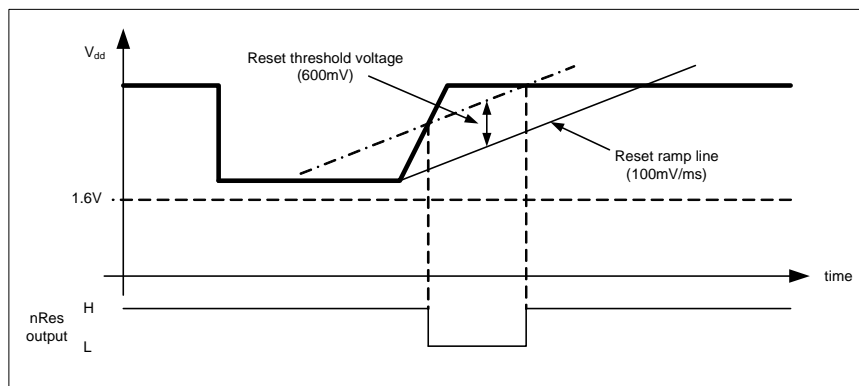 Vdd
Reset threshold voltage
(600mV)
Reset ramp line
(100mV/ms)
1.6V
time
H
nRes
output
L